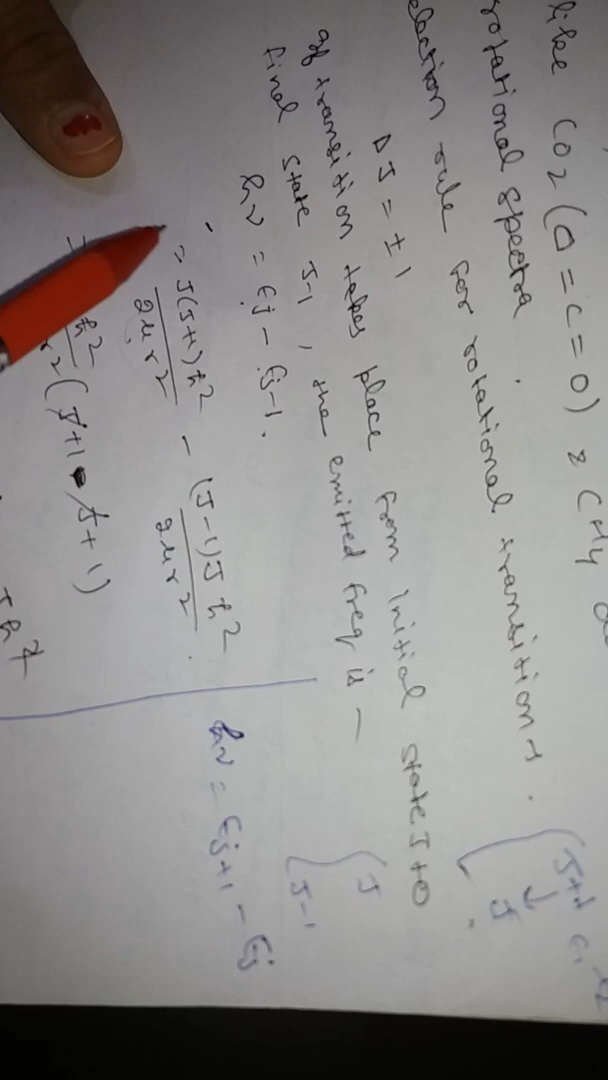 like CO2 (O=C=O) & CH4
rotational spectra.
selection rule for rotational transition → .
ΔJ = ±1
If transition takes place from initial state J to
final state J-1, the emitted freq is —
hν = Ej - Ej-1.
= J(J+1)ℏ² / 2μr² - (J-1)Jℏ² / 2μr².
(J+1 J+1)
J+1
J
J
J-1
hν = Ej+1 - Ej